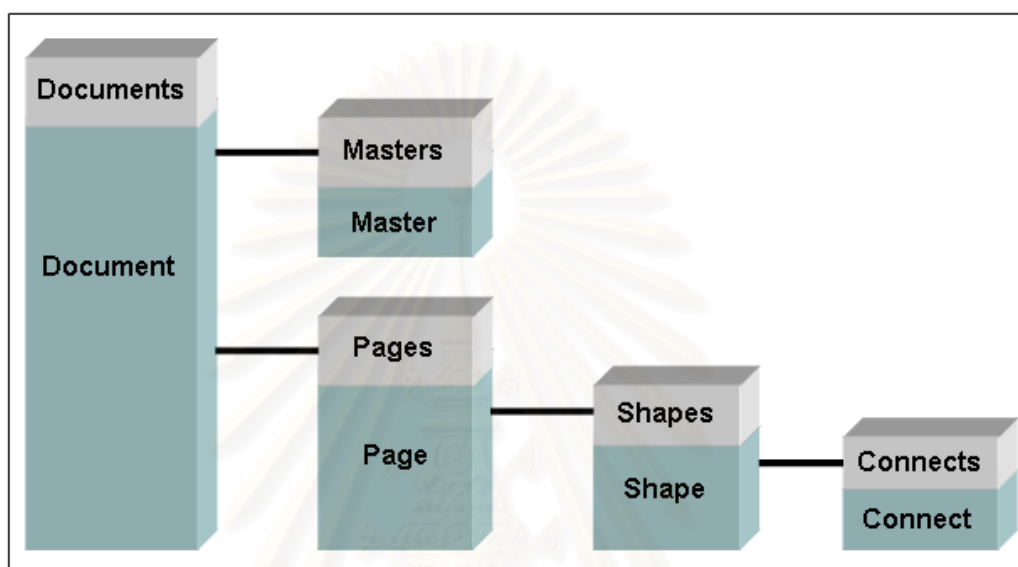 Documents
Document
Masters
Master
Pages
Page
Shapes
Shape
Connects
Connect